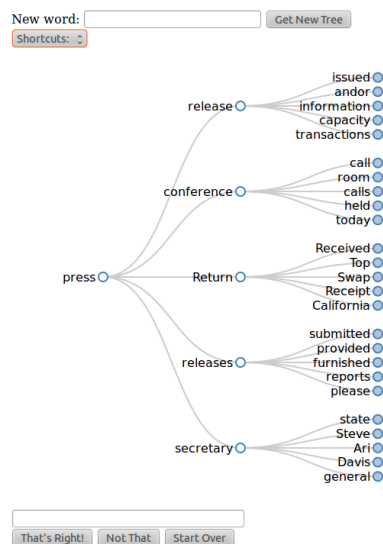 New word: Get New Tree
Shortcuts:
issued
andor
release information
capacity
transactions
call
room
conference calls
held
today
Received
Top
press Return Swap
Receipt
California
submitted
provided
releases furnished
reports
please
state
Steve
secretary Ari
Davis
general
That's Right! Not That Start Over